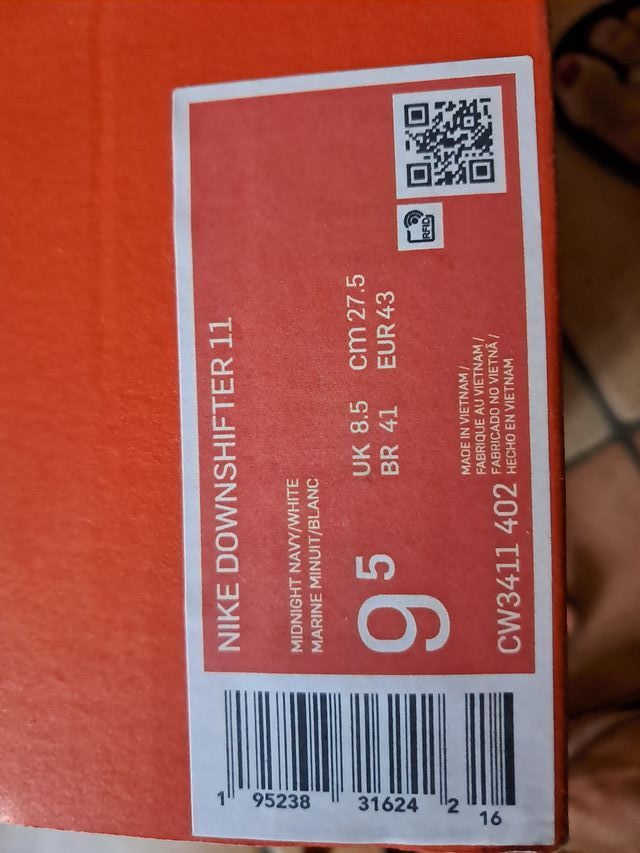 NIKE DOWNSHIFTER 11
MIDNIGHT NAVY/WHITE
MARINE MINUIT/BLANC
9 5
UK 8.5 cm 27.5
BR 41 EUR 43
RFID
CW3411 402
MADE IN VIETNAM /
FABRIQUE AU VIETNAM /
FABRICADO NO VIETNÃ /
HECHO EN VIETNAM
1 95238 31624 2 16